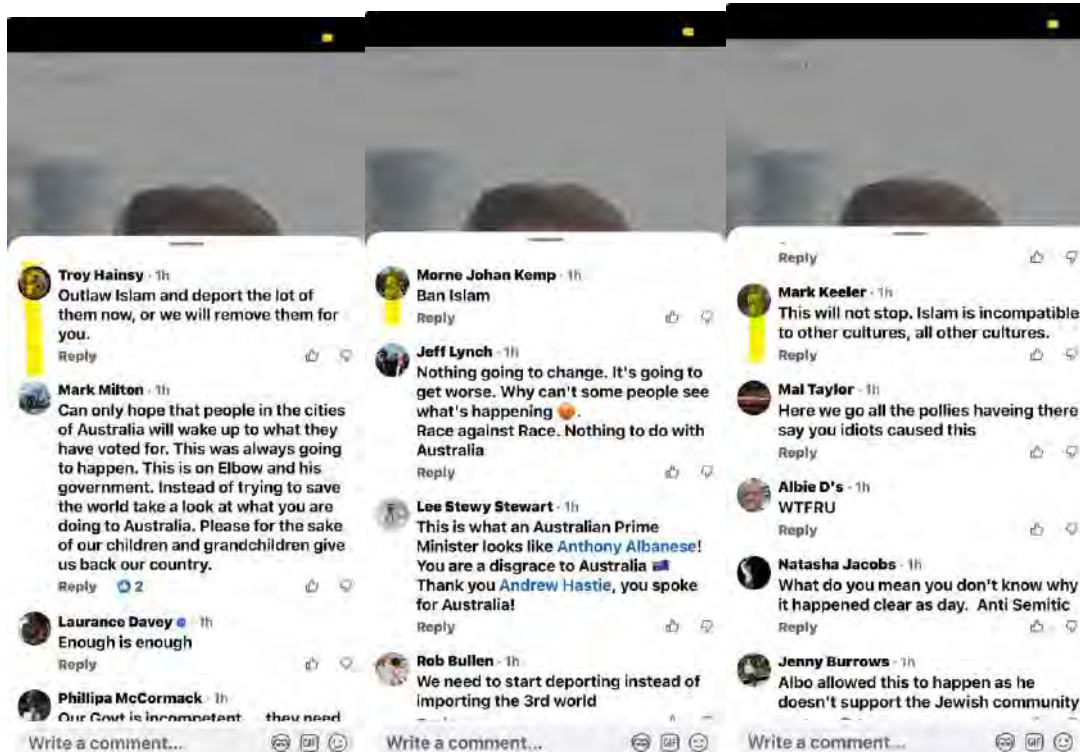 Troy Hainsy · 1h
Outlaw Islam and deport the lot of
them now, or we will remove them for
you.
Reply
Mark Milton · 1h
Can only hope that people in the cities
of Australia will wake up to what they
have voted for. This was always going
to happen. This is on Elbow and his
government. Instead of trying to save
the world take a look at what you are
doing to Australia. Please for the sake
of our children and grandchildren give
us back our country.
Reply 2
Laurance Davey · 1h
Enough is enough
Reply
Phillipa McCormack · 1h
Our Govt is incompetent they need
Write a comment...
GIF
Morne Johan Kemp · 1h
Ban Islam
Reply
Jeff Lynch · 1h
Nothing going to change. It's going to
get worse. Why can't some people see
what's happening 😡.
Race against Race. Nothing to do with
Australia
Reply
Lee Stewy Stewart · 1h
This is what an Australian Prime
Minister looks like Anthony Albanese!
You are a disgrace to Australia 🇦🇺
Thank you Andrew Hastie, you spoke
for Australia!
Reply
Rob Bullen · 1h
We need to start deporting instead of
importing the 3rd world
Write a comment...
GIF
Reply
Mark Keeler · 1h
This will not stop. Islam is incompatible
to other cultures, all other cultures.
Reply
Mal Taylor · 1h
Here we go all the pollies haveing there
say you idiots caused this
Reply
Albie D's · 1h
WTFRU
Reply
Natasha Jacobs · 1h
What do you mean you don't know why
it happened clear as day. Anti Semitic
Reply
Jenny Burrows · 1h
Albo allowed this to happen as he
doesn't support the Jewish community
Write a comment...
GIF